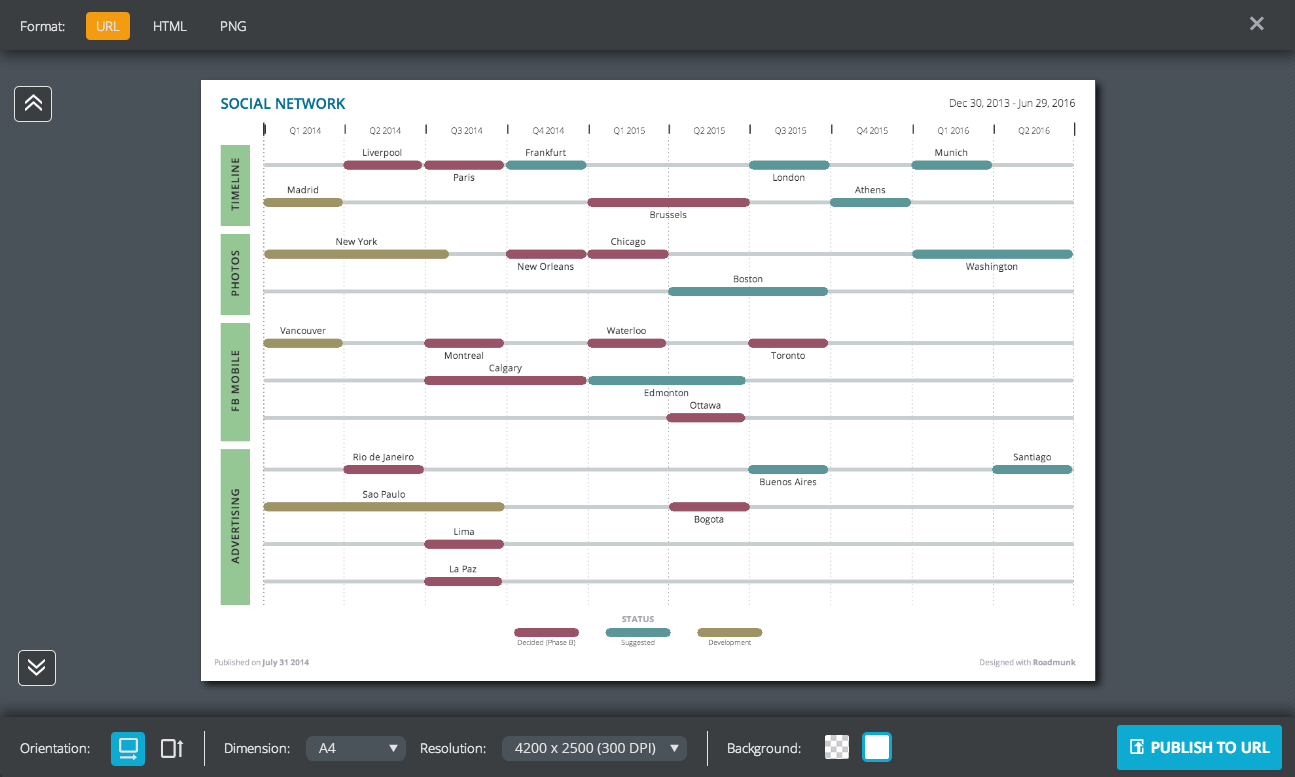 Format: URL HTML PNG
SOCIAL NETWORK
Dec 30, 2013 - Jun 29, 2016
Q1 2014 Q2 2014 Q3 2014 Q4 2014 Q1 2015 Q2 2015 Q3 2015 Q4 2015 Q1 2016 Q2 2016
TIMELINE
Liverpool Frankfurt Munich
Paris London
Madrid Athens
Brussels
PHOTOS
New York Chicago
New Orleans Washington
Boston
FB MOBILE
Vancouver Waterloo
Montreal Toronto
Calgary
Edmonton
Ottawa
ADVERTISING
Rio de Janeiro Santiago
Buenos Aires
Sao Paulo
Bogota
Lima
La Paz
STATUS
Decided (Phase B) Suggested Development
Published on July 31 2014 Designed with Roadmunk
Orientation: Dimension: A4 Resolution: 4200 x 2500 (300 DPI) Background: PUBLISH TO URL